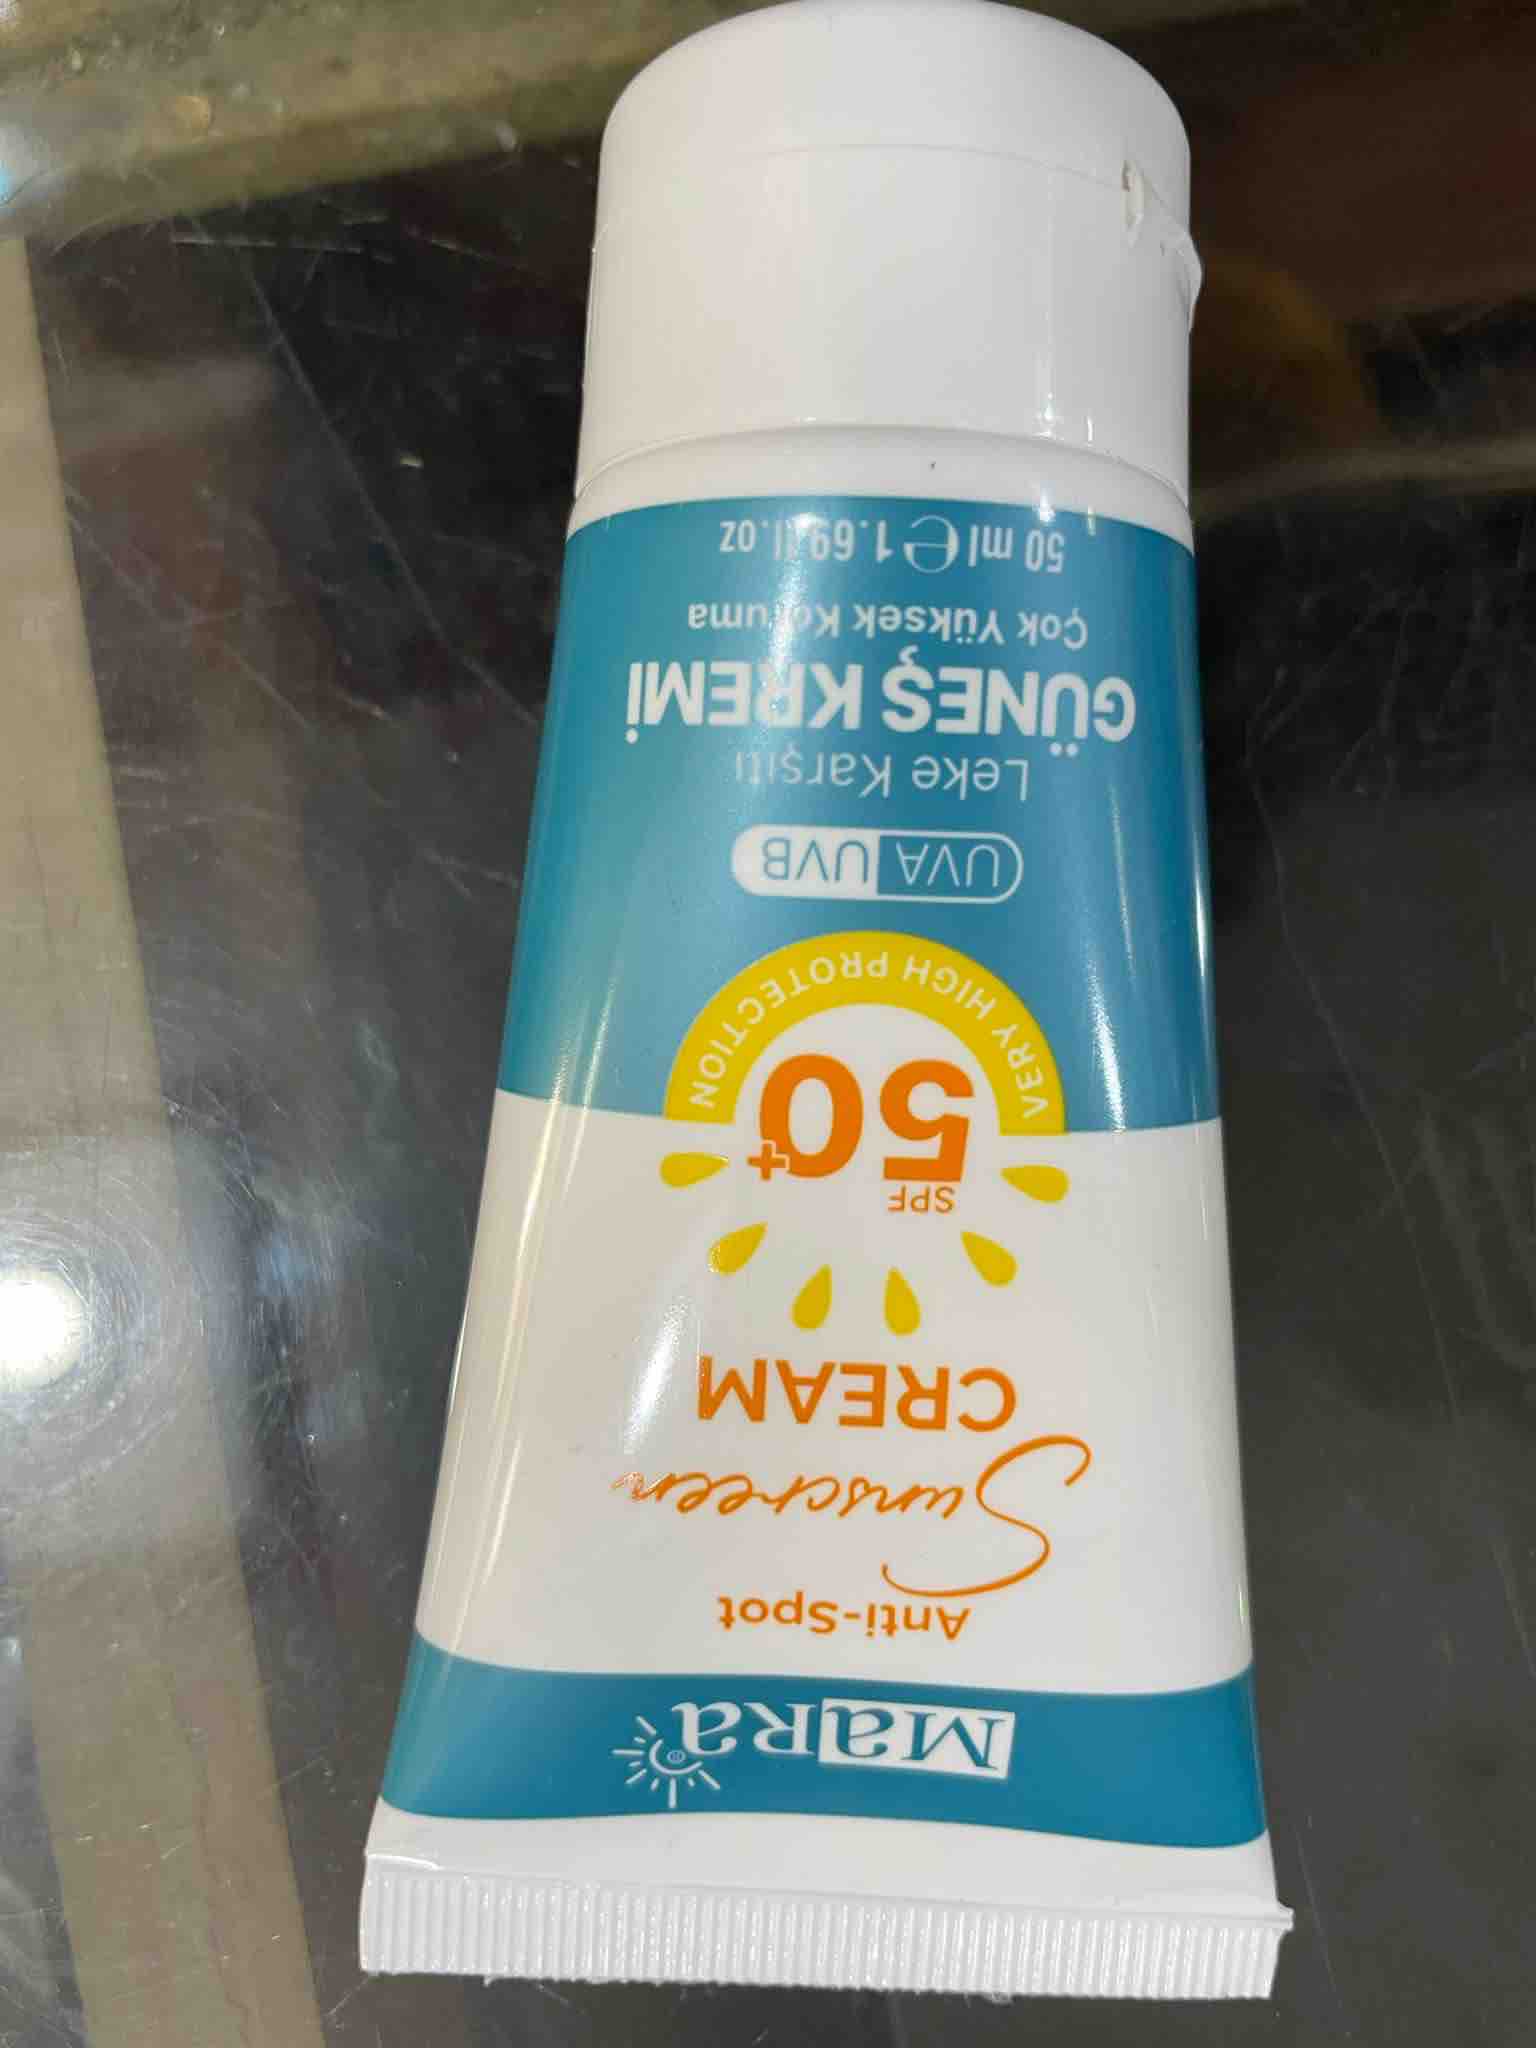 MaRa®
Anti-Spot
Sunscreen
CREAM
SPF
50+
VERY HIGH PROTECTION
UVA UVB
Leke Karşıtı
GÜNEŞ KREMİ
Çok Yüksek Koruma
50 ml ℮ 1.69 fl.oz